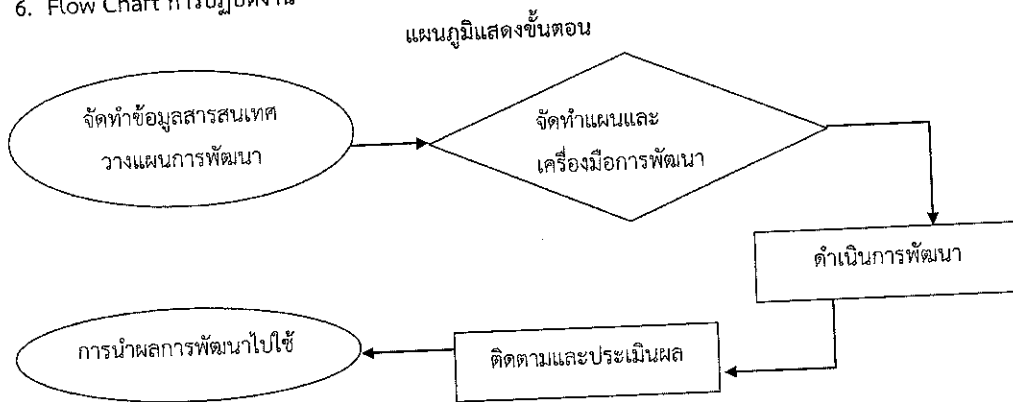 6. Flow Chart การปฏิบัติงาน
แผนภูมิแสดงขั้นตอน
จัดทำข้อมูลสารสนเทศ
วางแผนการพัฒนา
จัดทำแผนและ
เครื่องมือการพัฒนา
ดำเนินการพัฒนา
ติดตามและประเมินผล
การนำผลการพัฒนาไปใช้